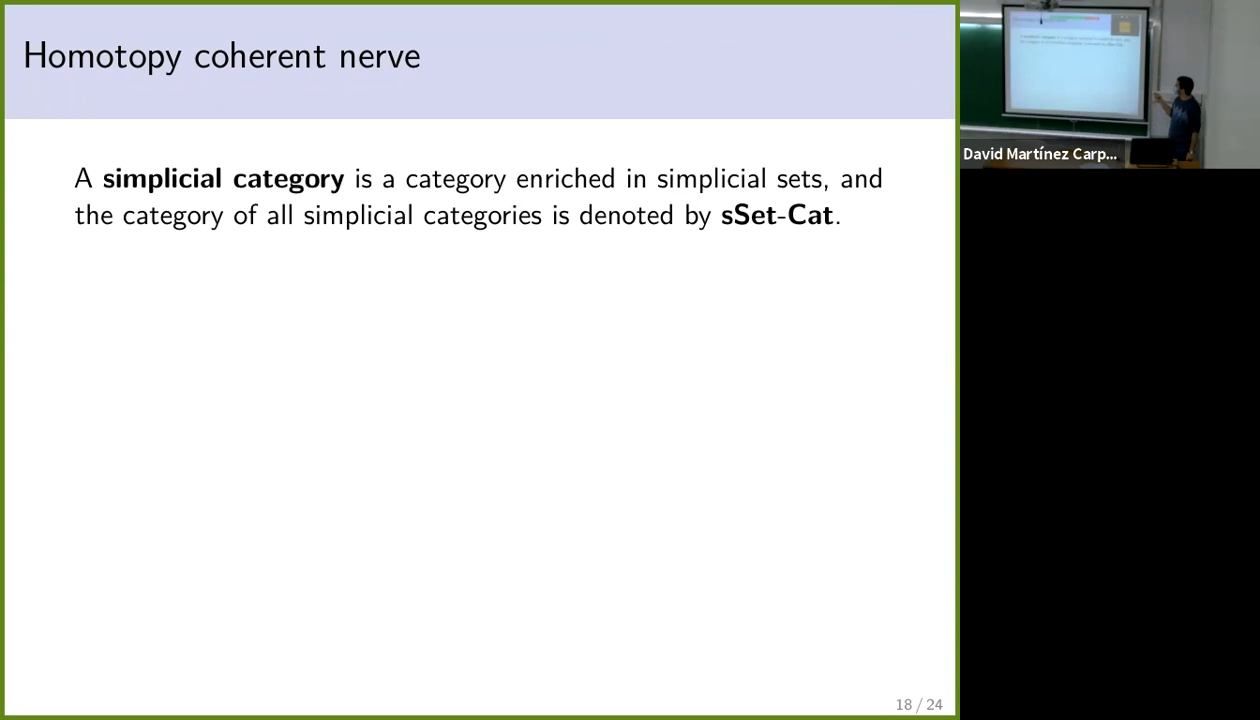 Homotopy coherent nerve
A simplicial category is a category enriched in simplicial sets, and
the category of all simplicial categories is denoted by sSet-Cat.
18 / 24
David Martínez Carp...